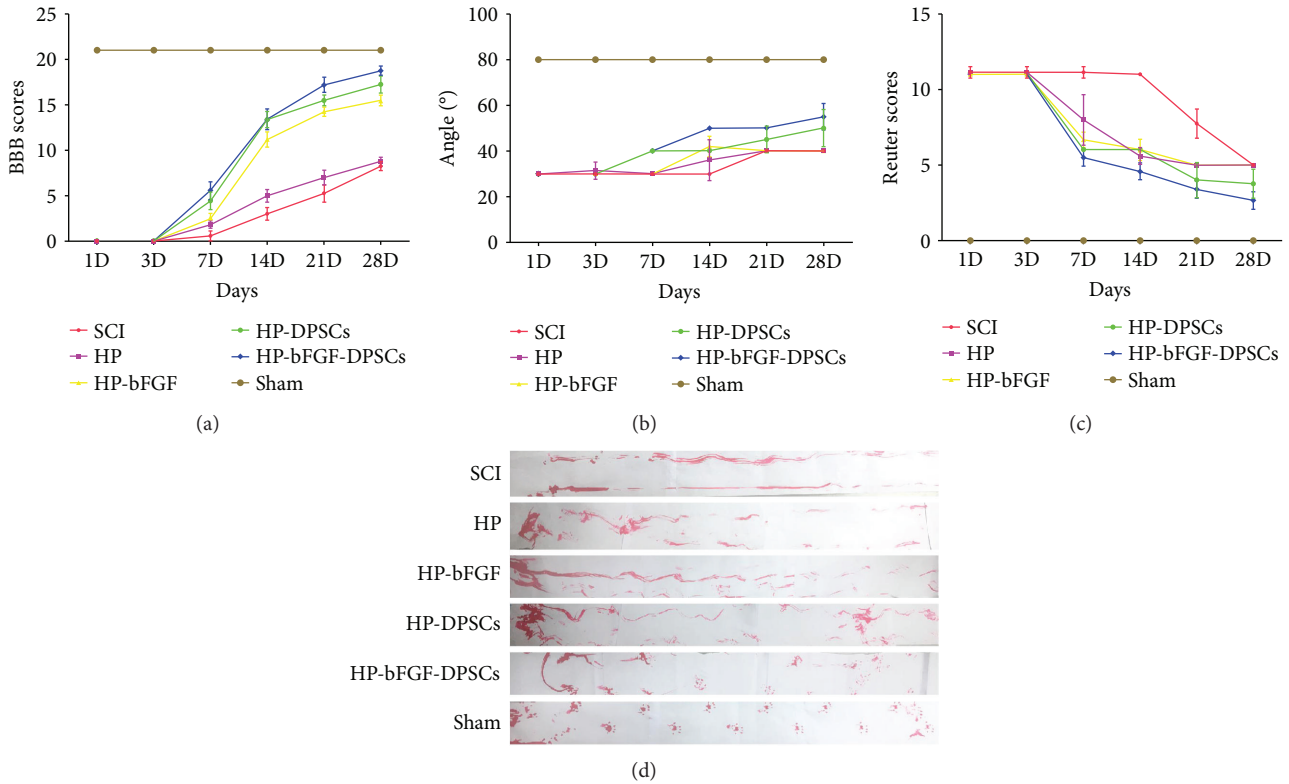 25
20
15
10
5
0
BBB scores
1D 3D 7D 14D 21D 28D
Days
SCI HP-DPSCs
HP HP-bFGF-DPSCs
HP-bFGF Sham
(a)
100
80
60
40
20
0
Angle (°)
1D 3D 7D 14D 21D 28D
Days
SCI HP-DPSCs
HP HP-bFGF-DPSCs
HP-bFGF Sham
(b)
15
10
5
0
Reuter scores
1D 3D 7D 14D 21D 28D
Days
SCI HP-DPSCs
HP HP-bFGF-DPSCs
HP-bFGF Sham
(c)
SCI
HP
HP-bFGF
HP-DPSCs
HP-bFGF-DPSCs
Sham
(d)